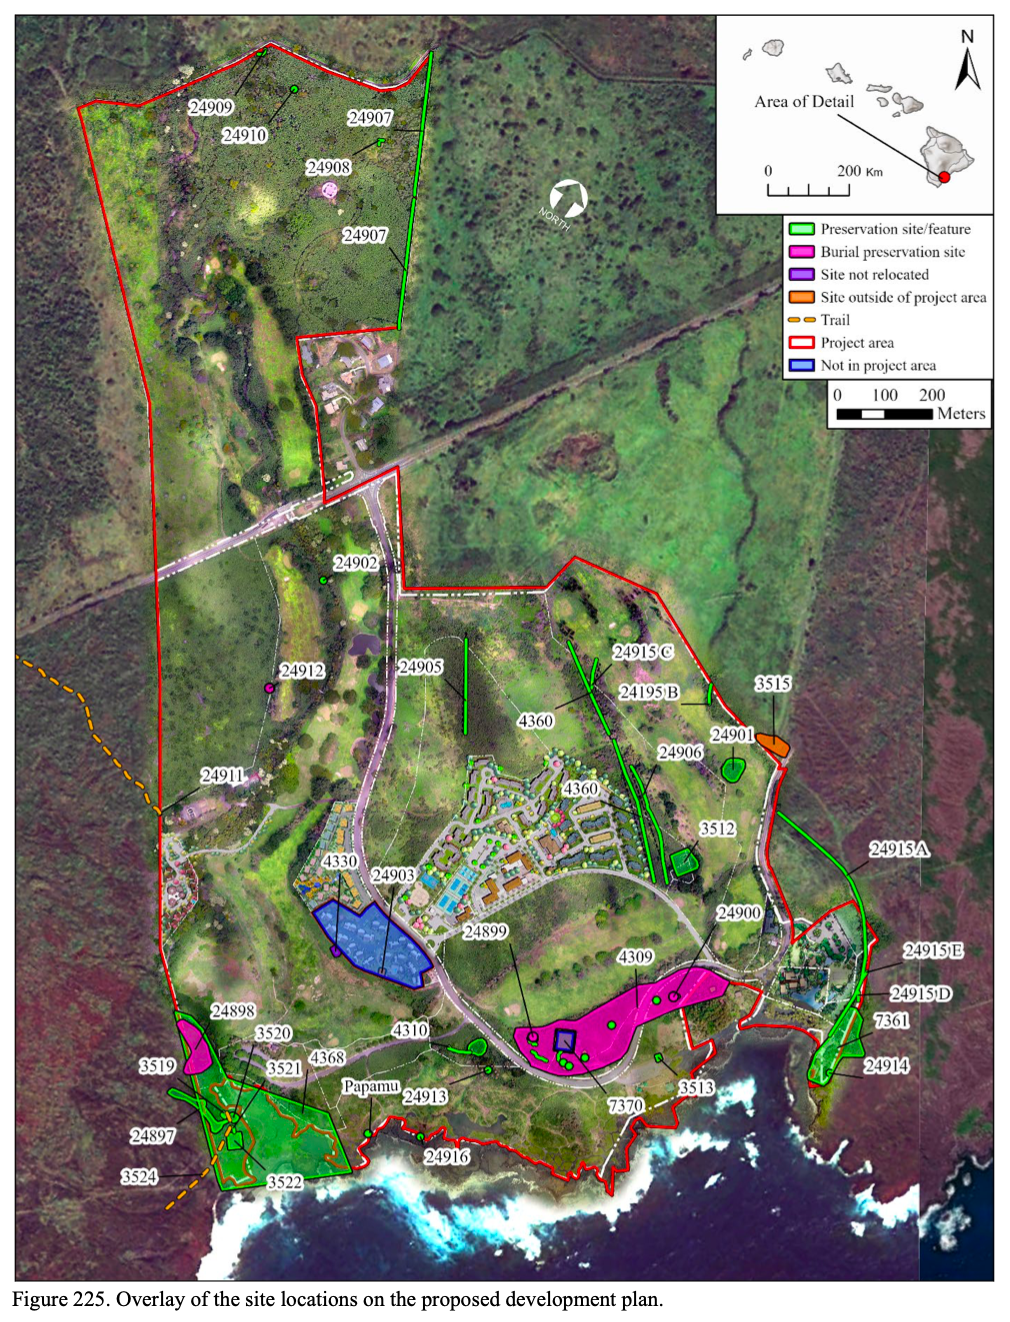 N
Area of Detail
0 200 Km
Preservation site/feature
Burial preservation site
Site not relocated
Site outside of project area
Trail
Project area
Not in project area
0 100 200
Meters
NORTH
24909
24910
24907
24908
24907
24902
24912
24905
24915 C
24195 B
4360
3515
24901
24906
24911
4360
3512
4330
24903
24915A
24899
24900
4309
24915 E
24915 D
24898
3520
4310
7361
3519
3521
4368
24914
Papamu
24913
3513
7370
24897
24916
3524
3522
Figure 225. Overlay of the site locations on the proposed development plan.